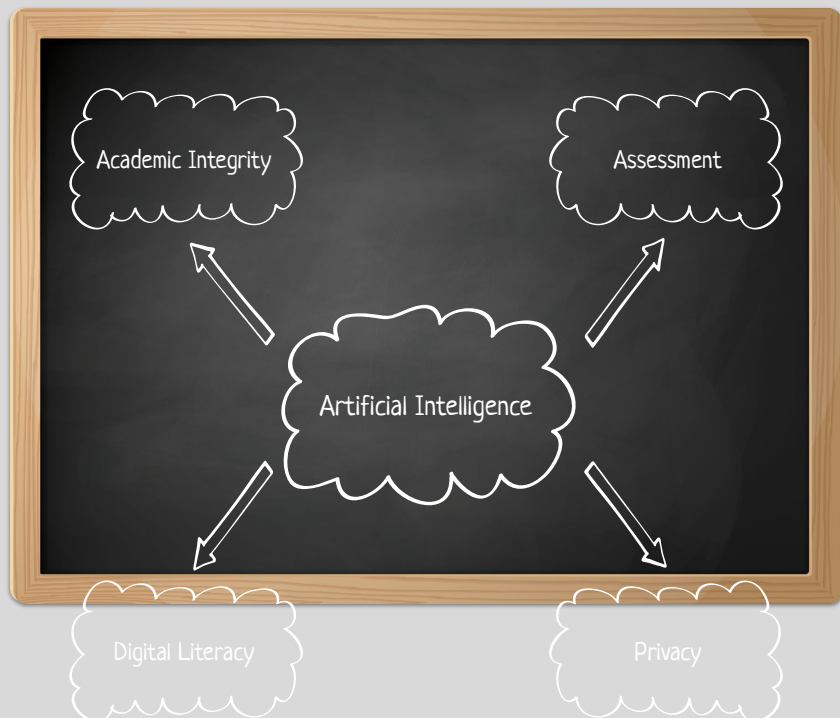 Academic Integrity
Assessment
Artificial Intelligence
Digital Literacy
Privacy